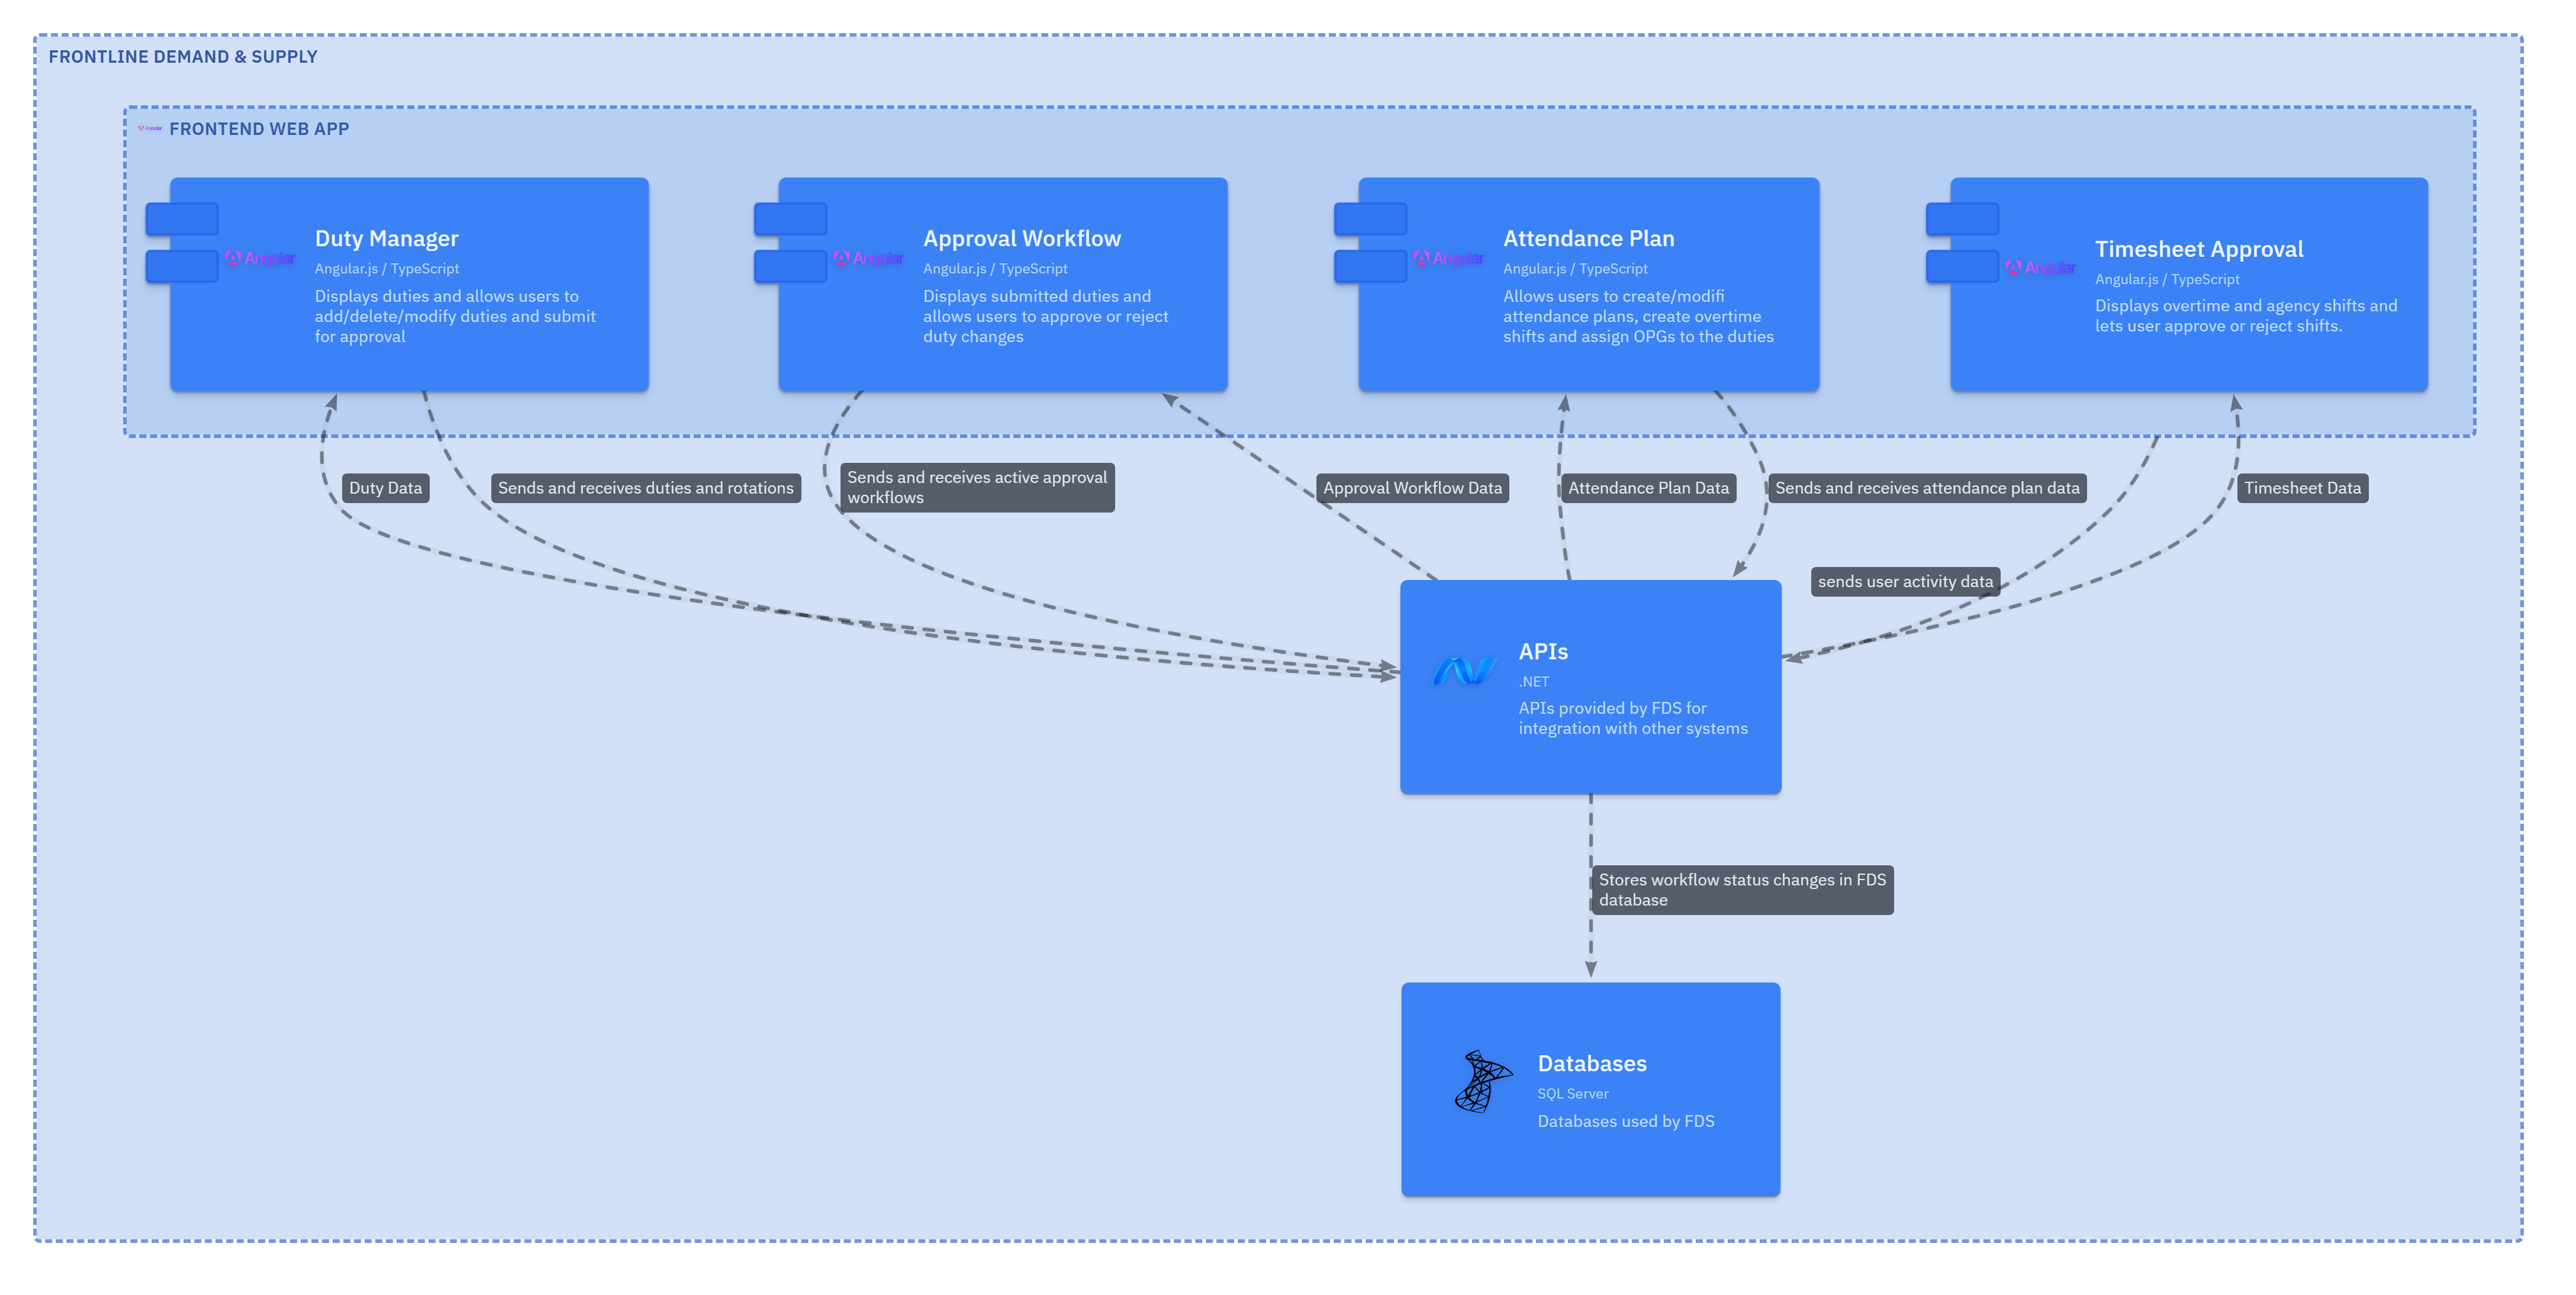 FRONTLINE DEMAND & SUPPLY
Angular FRONTEND WEB APP
Angular
Duty Manager
Angular.js / TypeScript
Displays duties and allows users to
add/delete/modify duties and submit
for approval
Angular
Approval Workflow
Angular.js / TypeScript
Displays submitted duties and
allows users to approve or reject
duty changes
Angular
Attendance Plan
Angular.js / TypeScript
Allows users to create/modifi
attendance plans, create overtime
shifts and assign OPGs to the duties
Angular
Timesheet Approval
Angular.js / TypeScript
Displays overtime and agency shifts and
lets user approve or reject shifts.
Duty Data
Sends and receives duties and rotations
Sends and receives active approval
workflows
Approval Workflow Data
Attendance Plan Data
Sends and receives attendance plan data
Timesheet Data
sends user activity data
APIs
.NET
APIs provided by FDS for
integration with other systems
Stores workflow status changes in FDS
database
Databases
SQL Server
Databases used by FDS